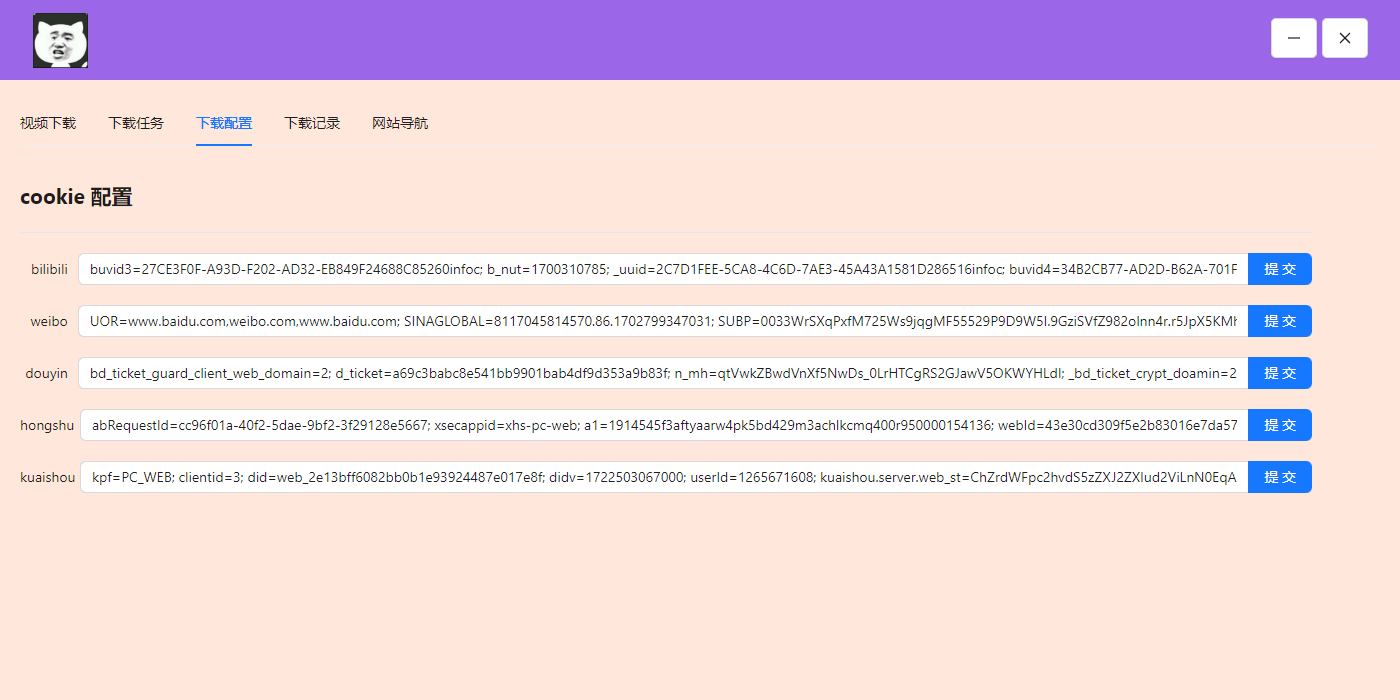 视频下载 下载任务 下载配置 下载记录 网站导航
cookie 配置
bilibili buvid3=27CE3F0F-A93D-F202-AD32-EB849F24688C85260infoc; b_nut=1700310785; _uuid=2C7D1FEE-5CA8-4C6D-7AE3-45A43A1581D286516infoc; buvid4=34B2CB77-AD2D-B62A-701F 提交
weibo UOR=www.baidu.com,weibo.com,www.baidu.com; SINAGLOBAL=8117045814570.86.1702799347031; SUBP=0033WrSXqPxfM725Ws9jqgMF55529P9D9W5I.9GziSVfZ982oInn4r.r5JpX5KMh 提交
douyin bd_ticket_guard_client_web_domain=2; d_ticket=a69c3babc8e541bb9901bab4df9d353a9b83f; n_mh=qtVwkZBwdVnXf5NwDs_0LrHTCgRS2GJawV5OKWYHLdI; _bd_ticket_crypt_doamin=2 提交
hongshu abRequestId=cc96f01a-40f2-5dae-9bf2-3f29128e5667; xsecappid=xhs-pc-web; a1=1914545f3aftyaarw4pk5bd429m3achlkcmq400r950000154136; webId=43e30cd309f5e2b83016e7da57 提交
kuaishou kpf=PC_WEB; clientid=3; did=web_2e13bff6082bb0b1e93924487e017e8f; didv=1722503067000; userId=1265671608; kuaishou.server.web_st=ChZrdWFpc2hvdS5zZXJ2ZXIud2ViLnN0EqA 提交